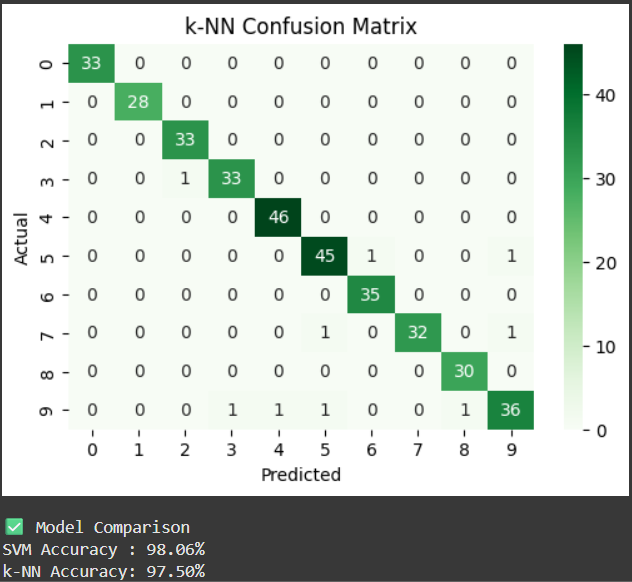 k-NN Confusion Matrix
0 33 0 0 0 0 0 0 0 0 0
1 0 28 0 0 0 0 0 0 0 0
2 0 0 33 0 0 0 0 0 0 0
3 0 0 1 33 0 0 0 0 0 0
4 0 0 0 0 46 0 0 0 0 0
5 0 0 0 0 0 45 1 0 0 1
6 0 0 0 0 0 0 35 0 0 0
7 0 0 0 0 0 1 0 32 0 1
8 0 0 0 0 0 0 0 0 30 0
9 0 0 0 1 1 1 0 0 1 36
0 1 2 3 4 5 6 7 8 9
Actual
Predicted
40
30
20
10
0
✅ Model Comparison
SVM Accuracy : 98.06%
k-NN Accuracy: 97.50%